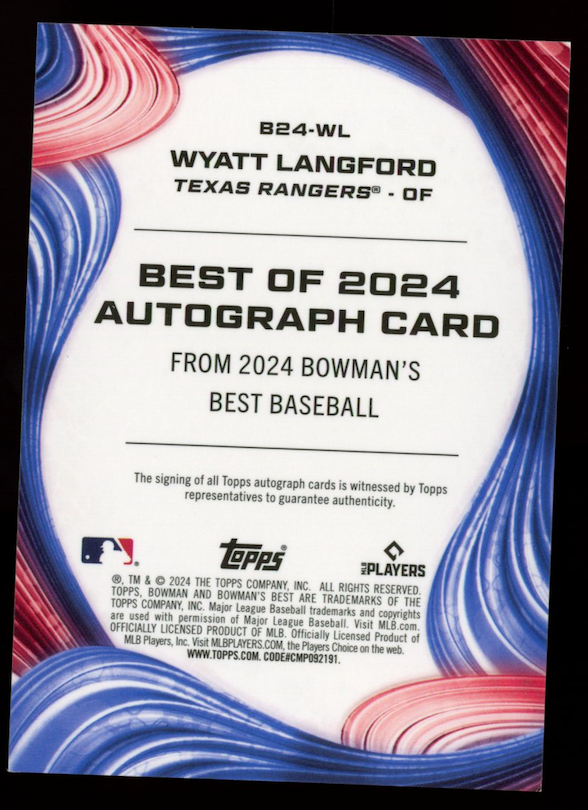 B24-WL
WYATT LANGFORD
TEXAS RANGERS® - OF
BEST OF 2024
AUTOGRAPH CARD
FROM 2024 BOWMAN'S
BEST BASEBALL
The signing of all Topps autograph cards is witnessed by Topps
representatives to guarantee authenticity.
Topps®
MLB PLAYERS
®, TM & © 2024 THE TOPPS COMPANY, INC. ALL RIGHTS RESERVED.
TOPPS, BOWMAN AND BOWMAN'S BEST ARE TRADEMARKS OF THE
TOPPS COMPANY, INC. Major League Baseball trademarks and copyrights
are used with permission of Major League Baseball. Visit MLB.com.
OFFICIALLY LICENSED PRODUCT OF MLB. Officially Licensed Product of
MLB Players, Inc. Visit MLBPLAYERS.COM, the Players Choice on the web.
WWW.TOPPS.COM. CODE#CMP092191.